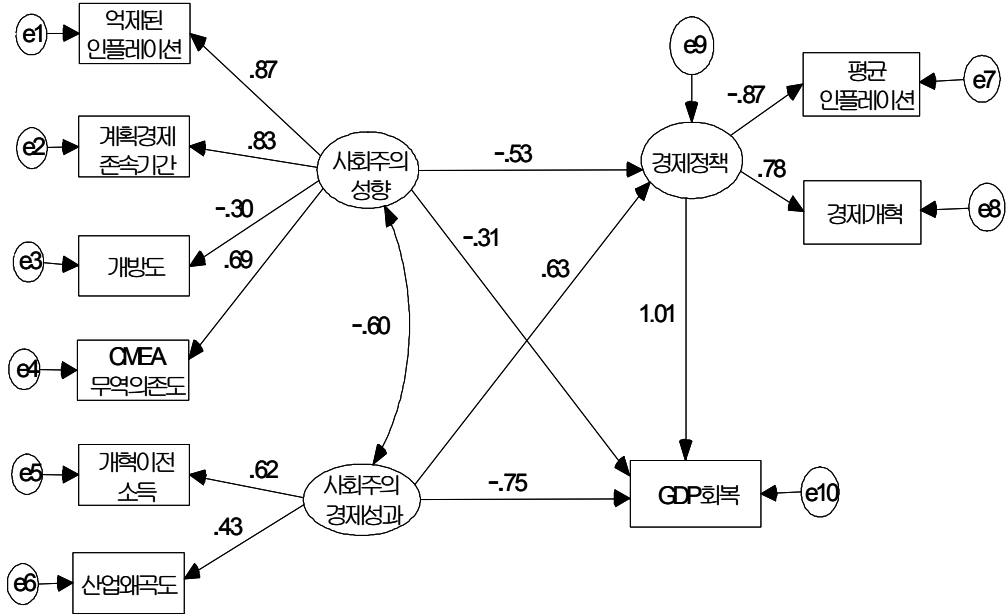 e1
억제된
인플레이션
.87
e2
계획경제
존속기간
.83
e3
개방도
-.30
e4
CMEA
무역의존도
.69
사회주의
성향
-.53
-.31
-.60
e5
개혁이전
소득
.62
e6
산업왜곡도
.43
사회주의
경제성과
.63
-.75
e9
경제정책
-.87
평균
인플레이션
e7
.78
경제개혁
e8
1.01
GDP회복
e10